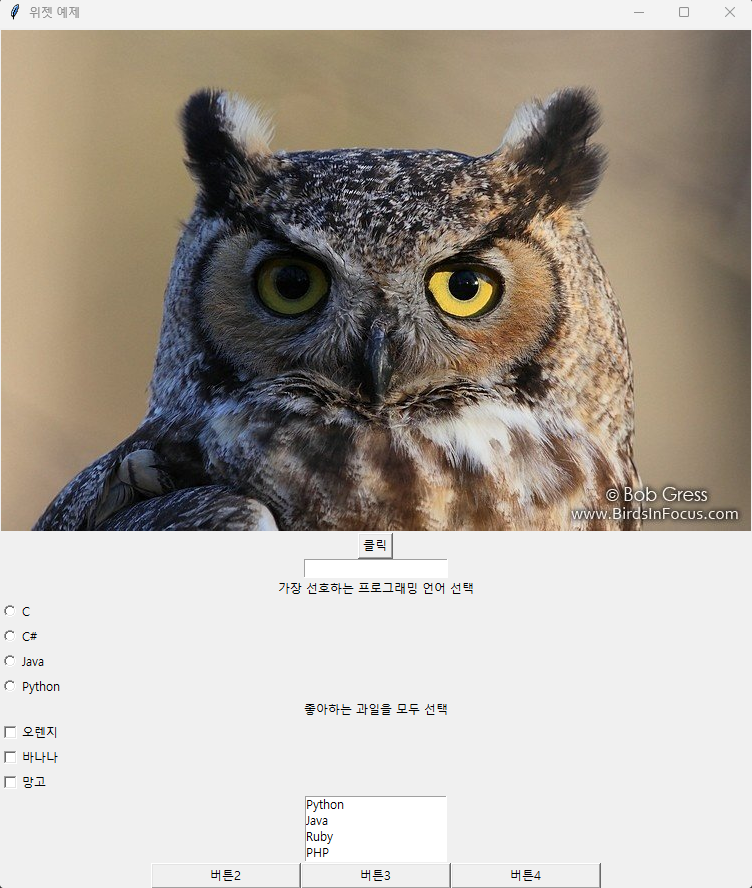 위젯 예제
© Bob Gress
www.BirdsInFocus.com
클릭
가장 선호하는 프로그래밍 언어 선택
C
C#
Java
Python
좋아하는 과일을 모두 선택
오렌지
바나나
망고
Python
Java
Ruby
PHP
버튼2 버튼3 버튼4